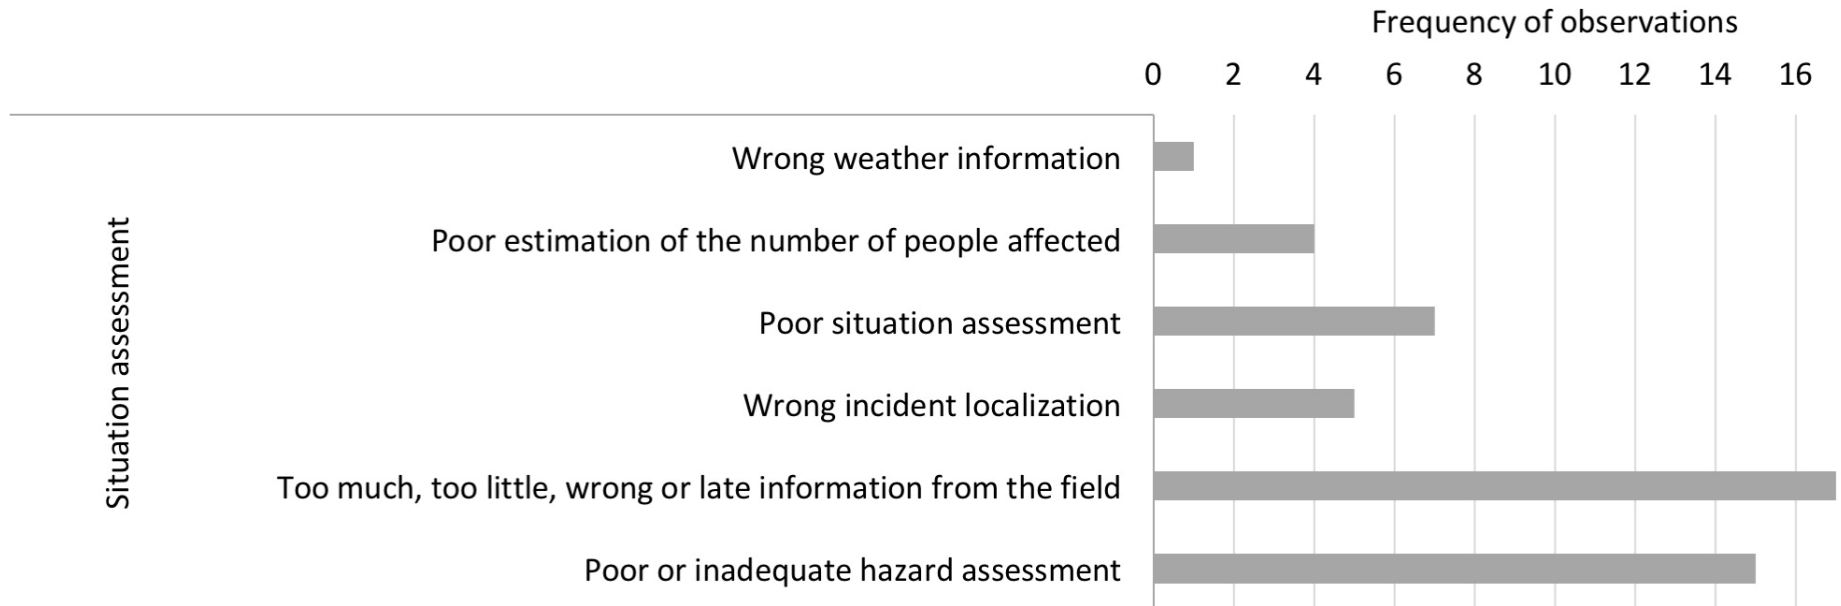 Frequency of observations
0 2 4 6 8 10 12 14 16
Situation assessment
Wrong weather information
Poor estimation of the number of people affected
Poor situation assessment
Wrong incident localization
Too much, too little, wrong or late information from the field
Poor or inadequate hazard assessment